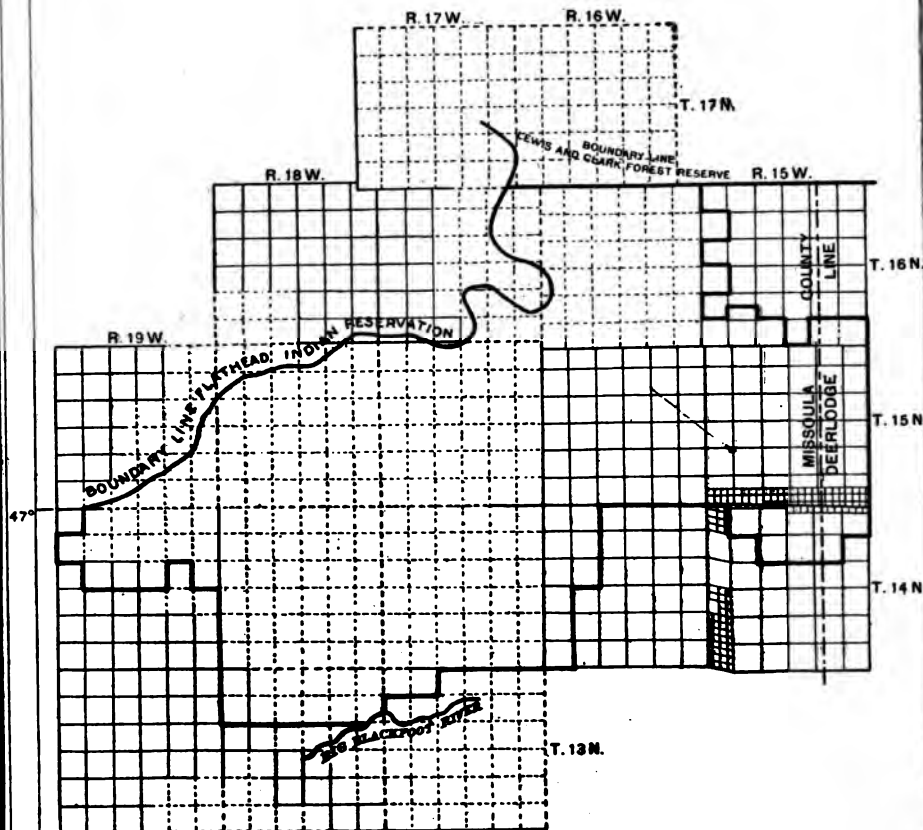 R. 17 W.
R. 16 W.
T. 17 N.
BOUNDARY LINE
LEWIS AND CLARK FOREST RESERVE
R. 18 W.
R. 15 W.
COUNTY
LINE
T. 16 N.
R. 19 W.
BOUNDARY LINE FLATHEAD INDIAN RESERVATION
MISSOULA
DEERLODGE
T. 15 N
47°
T. 14 N
BIG BLACKFOOT RIVER
T. 13 N.